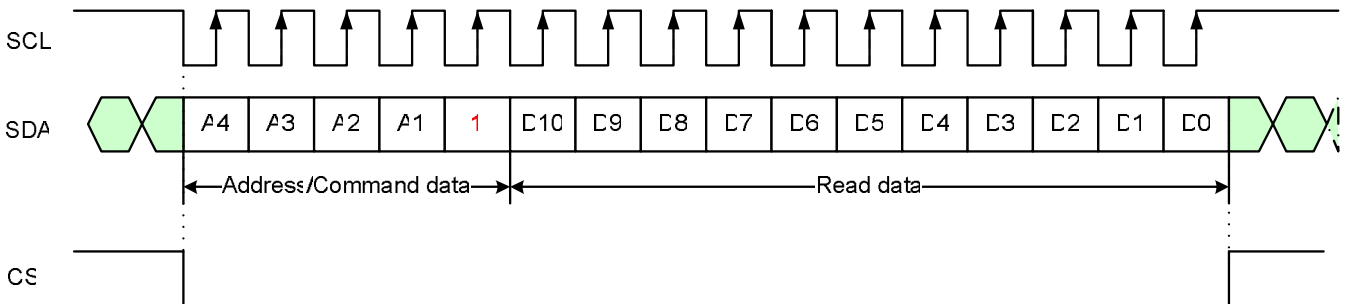 SCL
SDA A4 A3 A2 A1 1 D10 D9 D8 D7 D6 D5 D4 D3 D2 D1 D0
Address/Command data Read data
CS